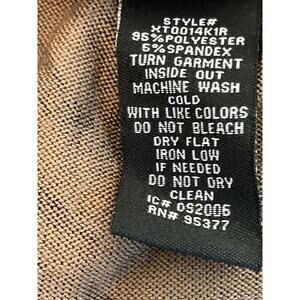 STYLE#
XT0014K1R
95%POLYESTER
5%SPANDEX
TURN GARMENT
INSIDE OUT
MACHINE WASH
COLD
WITH LIKE COLORS
DO NOT BLEACH
DRY FLAT
IRON LOW
IF NEEDED
DO NOT DRY
CLEAN
IC# 092006
RN# 95377